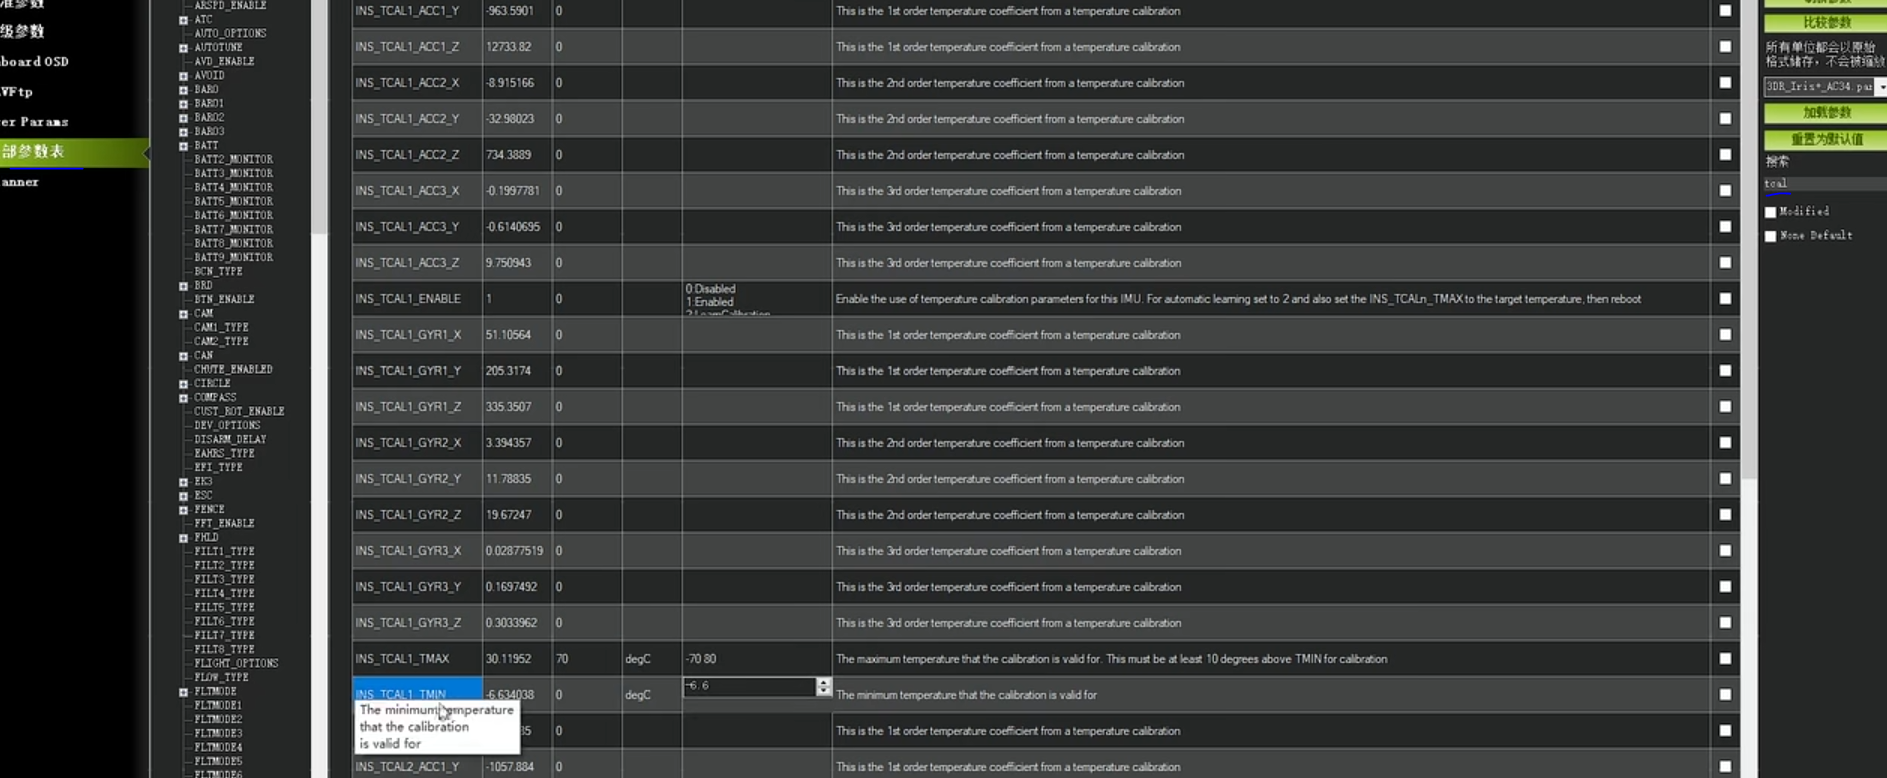 准参数
级参数
board OSD
VFtp
er Params
部参数表
anner
ARSPD_ENABLE
ATC
AUTO_OPTIONS
AUTOTUNE
AVD_ENABLE
AVOID
BARO
BARO1
BARO2
BARO3
BATT
BATT2_MONITOR
BATT3_MONITOR
BATT4_MONITOR
BATT5_MONITOR
BATT6_MONITOR
BATT7_MONITOR
BATT8_MONITOR
BATT9_MONITOR
BCN_TYPE
BRD
BTN_ENABLE
CAM
CAM1_TYPE
CAM2_TYPE
CAN
CHUTE_ENABLED
CIRCLE
COMPASS
CUST_ROT_ENABLE
DEV_OPTIONS
DISARM_DELAY
EAHRS_TYPE
EFI_TYPE
EK3
ESC
FENCE
FFT_ENABLE
FHLD
FILT1_TYPE
FILT2_TYPE
FILT3_TYPE
FILT4_TYPE
FILT5_TYPE
FILT6_TYPE
FILT7_TYPE
FILT8_TYPE
FLIGHT_OPTIONS
FLOW_TYPE
FLTMODE
FLTMODE1
FLTMODE2
FLTMODE3
FLTMODE4
FLTMODE5
FLTMODE6
INS_TCAL1_ACC1_Y -963.5901 0 This is the 1st order temperature coefficient from a temperature calibration
INS_TCAL1_ACC1_Z 12733.82 0 This is the 1st order temperature coefficient from a temperature calibration
INS_TCAL1_ACC2_X -8.915166 0 This is the 2nd order temperature coefficient from a temperature calibration
INS_TCAL1_ACC2_Y -32.98023 0 This is the 2nd order temperature coefficient from a temperature calibration
INS_TCAL1_ACC2_Z 734.3889 0 This is the 2nd order temperature coefficient from a temperature calibration
INS_TCAL1_ACC3_X -0.1997781 0 This is the 3rd order temperature coefficient from a temperature calibration
INS_TCAL1_ACC3_Y -0.6140695 0 This is the 3rd order temperature coefficient from a temperature calibration
INS_TCAL1_ACC3_Z 9.750943 0 This is the 3rd order temperature coefficient from a temperature calibration
INS_TCAL1_ENABLE 1 0 0:Disabled
1:Enabled
2:LearnCalibration
Enable the use of temperature calibration parameters for this IMU. For automatic learning set to 2 and also set the INS_TCALn_TMAX to the target temperature, then reboot
INS_TCAL1_GYR1_X 51.10564 0 This is the 1st order temperature coefficient from a temperature calibration
INS_TCAL1_GYR1_Y 205.3174 0 This is the 1st order temperature coefficient from a temperature calibration
INS_TCAL1_GYR1_Z 335.3507 0 This is the 1st order temperature coefficient from a temperature calibration
INS_TCAL1_GYR2_X 3.394357 0 This is the 2nd order temperature coefficient from a temperature calibration
INS_TCAL1_GYR2_Y 11.78835 0 This is the 2nd order temperature coefficient from a temperature calibration
INS_TCAL1_GYR2_Z 19.67247 0 This is the 2nd order temperature coefficient from a temperature calibration
INS_TCAL1_GYR3_X 0.02877519 0 This is the 3rd order temperature coefficient from a temperature calibration
INS_TCAL1_GYR3_Y 0.1697492 0 This is the 3rd order temperature coefficient from a temperature calibration
INS_TCAL1_GYR3_Z 0.3033962 0 This is the 3rd order temperature coefficient from a temperature calibration
INS_TCAL1_TMAX 30.11952 70 degC -70 80 The maximum temperature that the calibration is valid for. This must be at least 10 degrees above TMIN for calibration
INS_TCAL1_TMIN -6.634038 0 degC -6.6 The minimum temperature that the calibration is valid for
The minimum temperature
that the calibration
is valid for
35 0 This is the 1st order temperature coefficient from a temperature calibration
INS_TCAL2_ACC1_Y -1057.884 0 This is the 1st order temperature coefficient from a temperature calibration
比较参数
所有单位都会以原始
格式储存，不会被缩放
3DR_Iris+_AC34.par
加载参数
重置为默认值
搜索
tcal
Modified
None Default